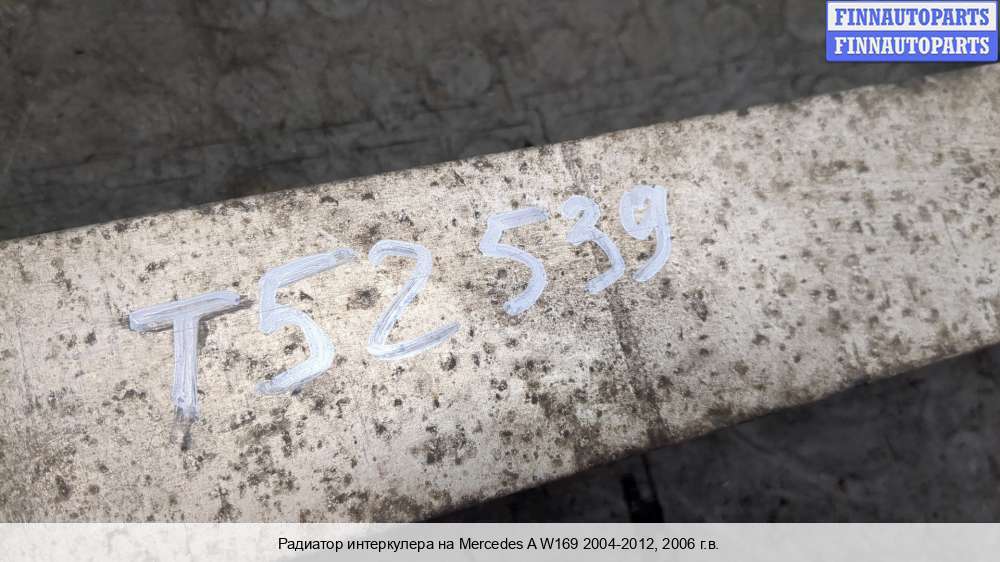 FINNAUTOPARTS
FINNAUTOPARTS
T52539
Радиатор интеркулера на Mercedes A W169 2004-2012, 2006 г.в.